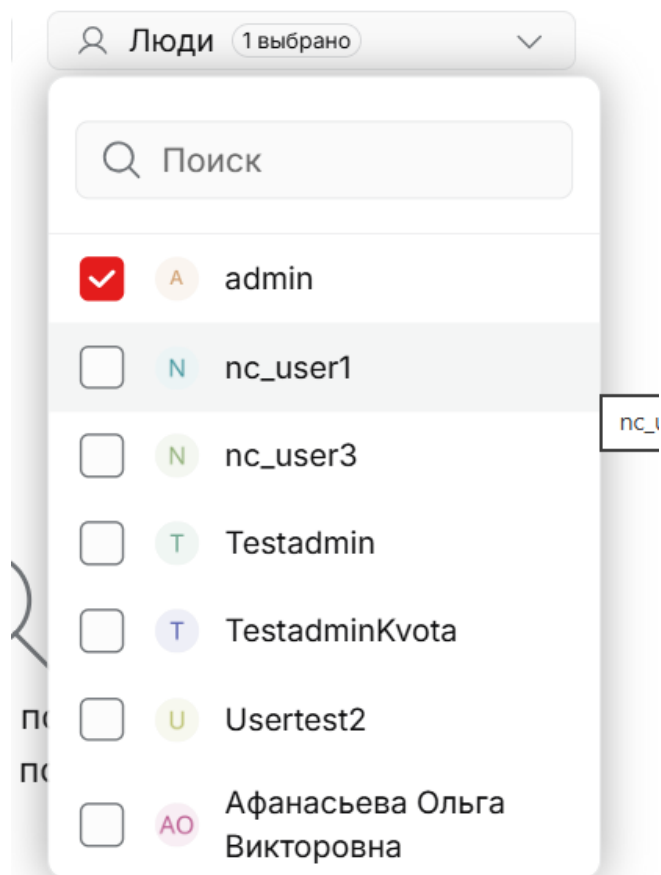 Люди 1 выбрано
Поиск
A admin
N nc_user1
N nc_user3
T Testadmin
T TestadminKvota
U Usertest2
АО Афанасьева Ольга
Викторовна